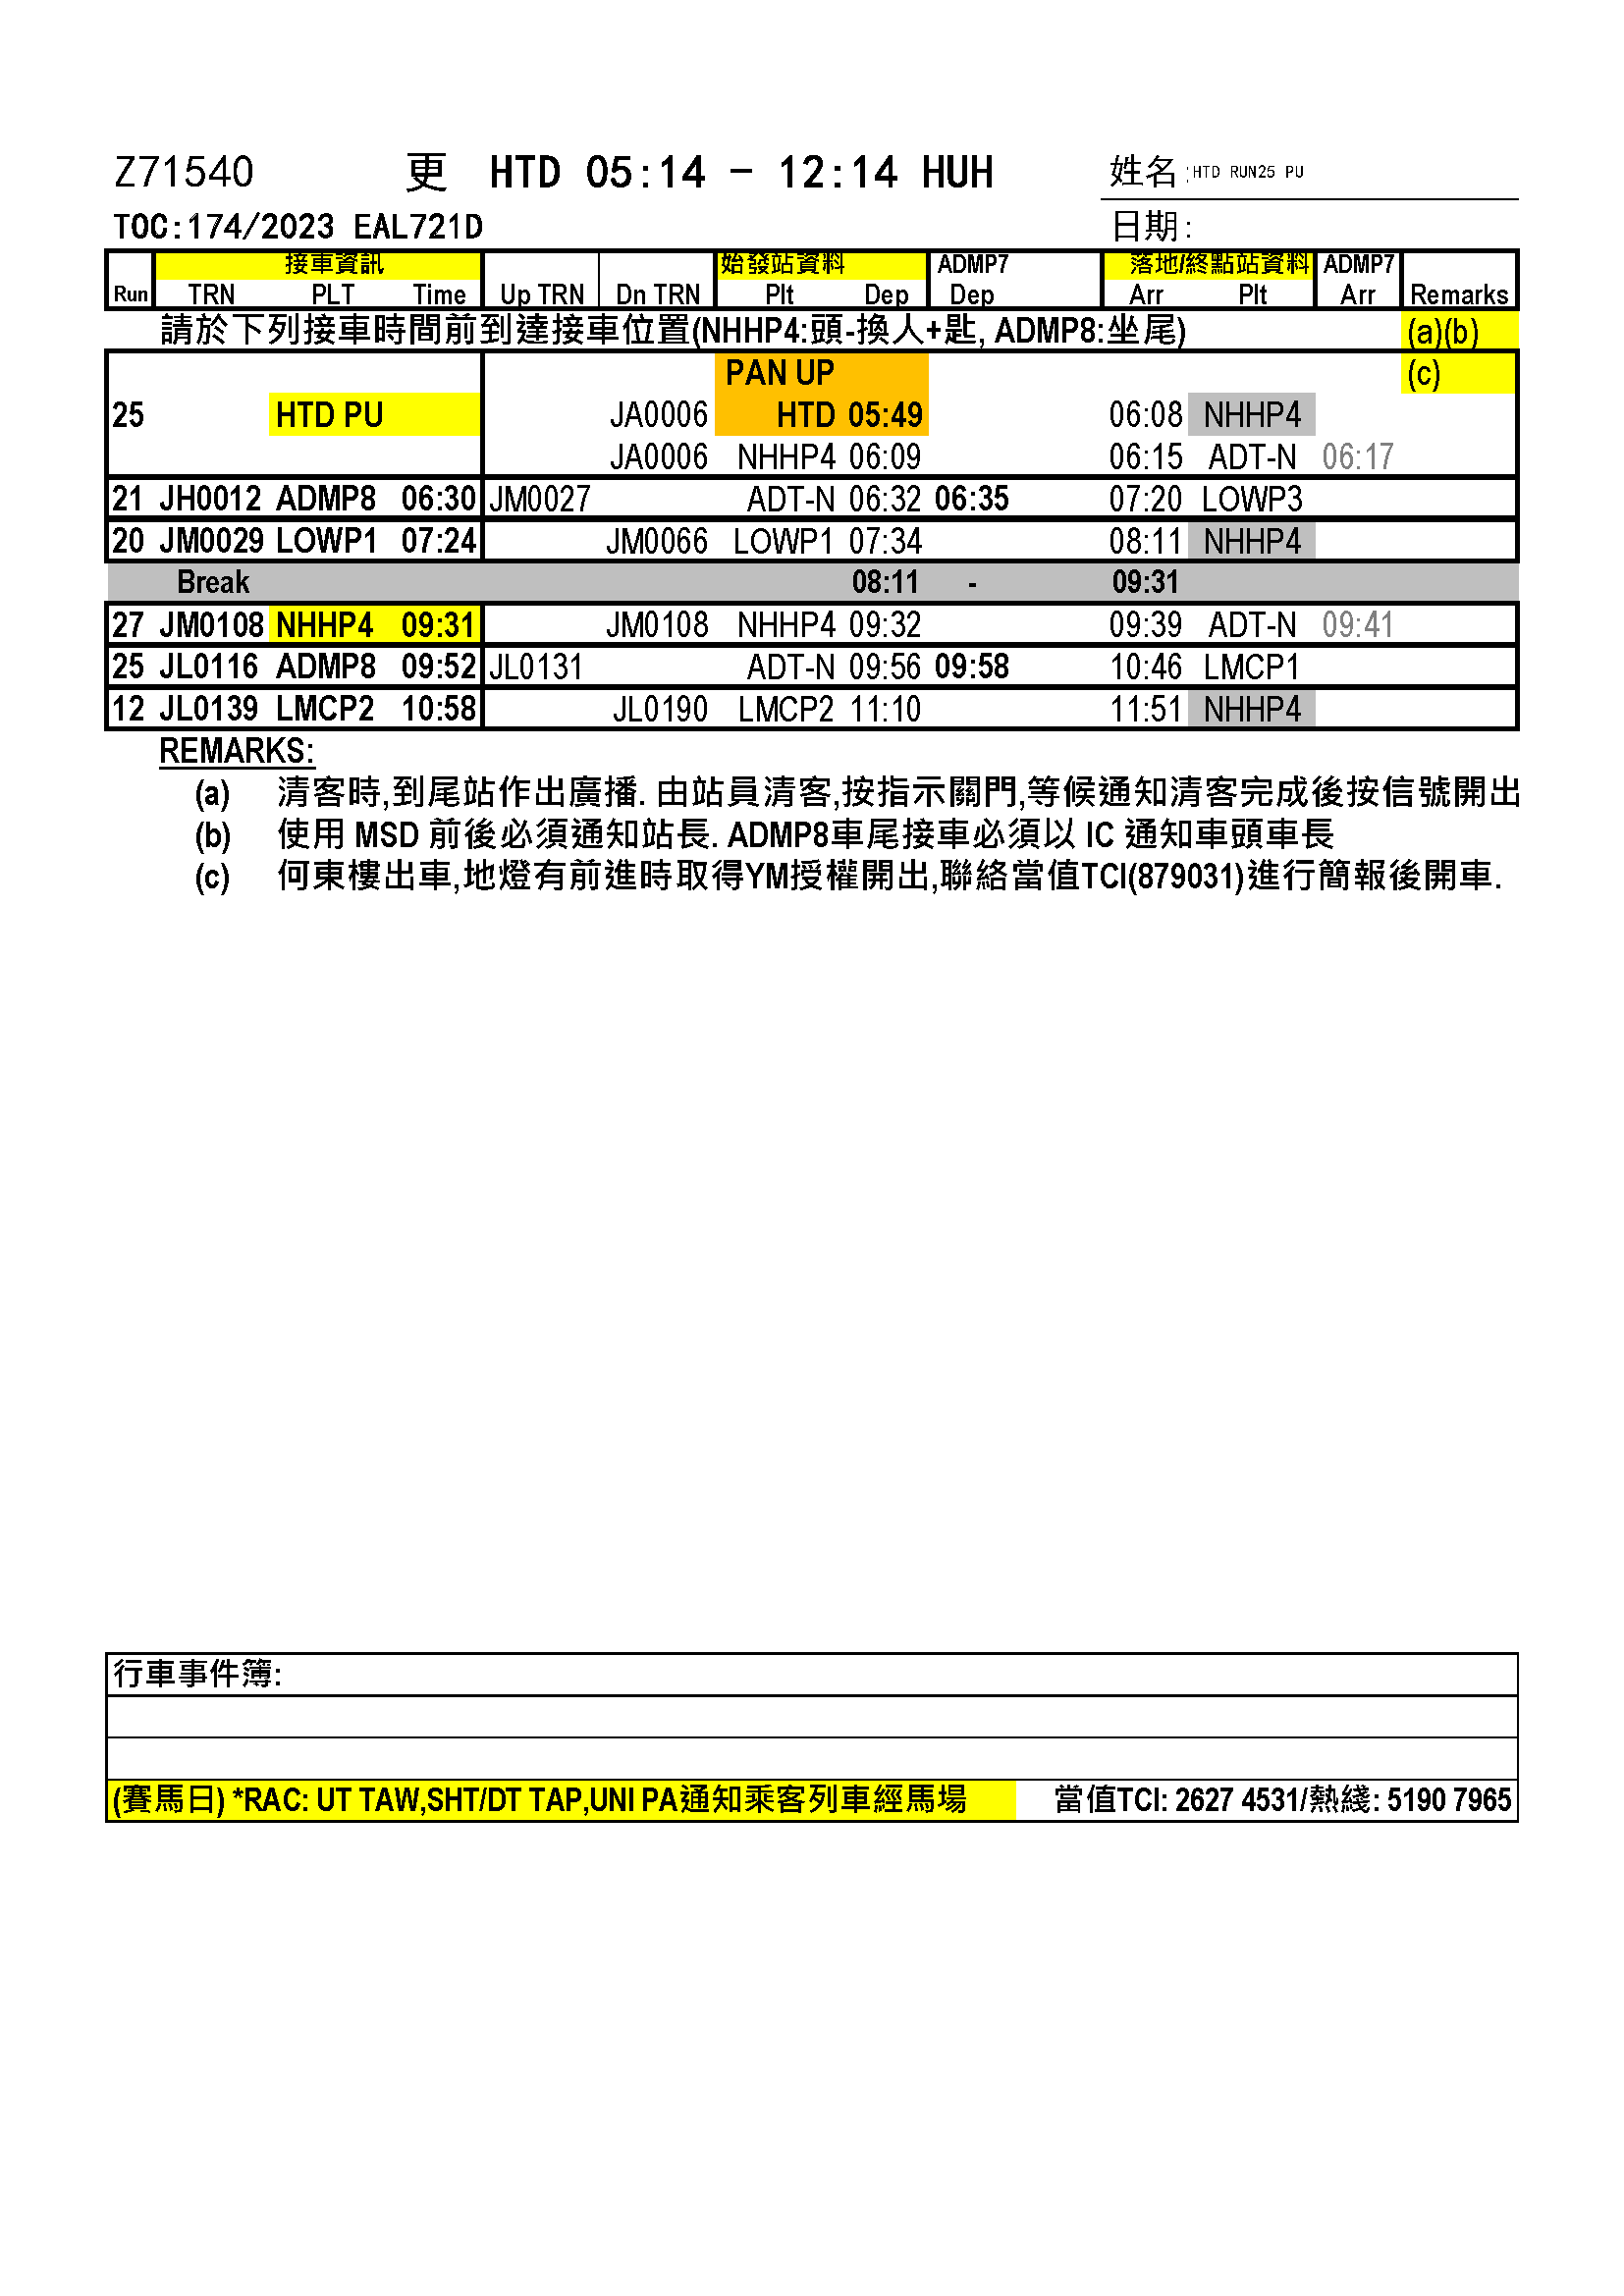 Z71540 更 HTD 05:14 - 12:14 HUH 姓名:HTD RUN25 PU
TOC:174/2023 EAL721D 日期:
接車資訊 始發站資料 ADMP7 落地/終點站資料 ADMP7
Run TRN PLT Time Up TRN Dn TRN Plt Dep Dep Arr Plt Arr Remarks
請於下列接車時間前到達接車位置(NHHP4:頭-換人+匙, ADMP8:坐尾) (a)(b)
PAN UP (c)
25 HTD PU JA0006 HTD 05:49 06:08 NHHP4
JA0006 NHHP4 06:09 06:15 ADT-N 06:17
21 JH0012 ADMP8 06:30 JM0027 ADT-N 06:32 06:35 07:20 LOWP3
20 JM0029 LOWP1 07:24 JM0066 LOWP1 07:34 08:11 NHHP4
Break 08:11 - 09:31
27 JM0108 NHHP4 09:31 JM0108 NHHP4 09:32 09:39 ADT-N 09:41
25 JL0116 ADMP8 09:52 JL0131 ADT-N 09:56 09:58 10:46 LMCP1
12 JL0139 LMCP2 10:58 JL0190 LMCP2 11:10 11:51 NHHP4
REMARKS:
(a) 清客時,到尾站作出廣播. 由站員清客,按指示關門,等候通知清客完成後按信號開出
(b) 使用 MSD 前後必須通知站長. ADMP8車尾接車必須以 IC 通知車頭車長
(c) 何東樓出車,地燈有前進時取得YM授權開出,聯絡當值TCI(879031)進行簡報後開車.
行車事件簿:
(賽馬日) *RAC: UT TAW,SHT/DT TAP,UNI PA通知乘客列車經馬場 當值TCI: 2627 4531/熱綫: 5190 7965